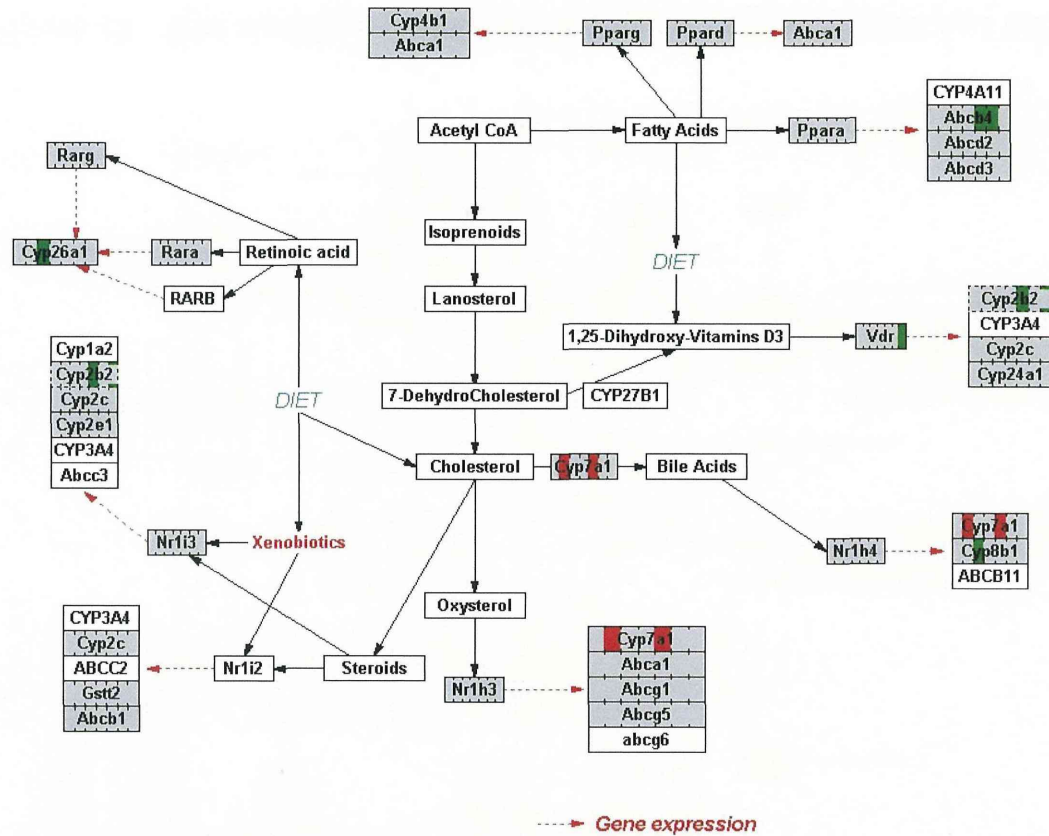 Cyp4b1
Abca1
Pparg
Ppard
Abca1
CYP4A11
Abcb4
Abcd2
Abcd3
Acetyl CoA
Fatty Acids
Ppara
Rarg
Isoprenoids
Cyp26a1
Rara
Retinoic acid
DIET
RARB
Lanosterol
Cyp2b2
CYP3A4
Cyp2c
Cyp24a1
1,25-Dihydroxy-Vitamins D3
Vdr
Cyp1a2
Cyp2b2
Cyp2c
Cyp2e1
CYP3A4
Abcc3
DIET
7-DehydroCholesterol
CYP27B1
Cholesterol
Cyp7a1
Bile Acids
Nr1i3
Xenobiotics
Nr1h4
Cyp7a1
Cyp8b1
ABCB11
Oxysterol
CYP3A4
Cyp2c
ABCC2
Gstt2
Abcb1
Nr1i2
Steroids
Nr1h3
Cyp7a1
Abca1
Abcg1
Abcg5
abcg6
Gene expression